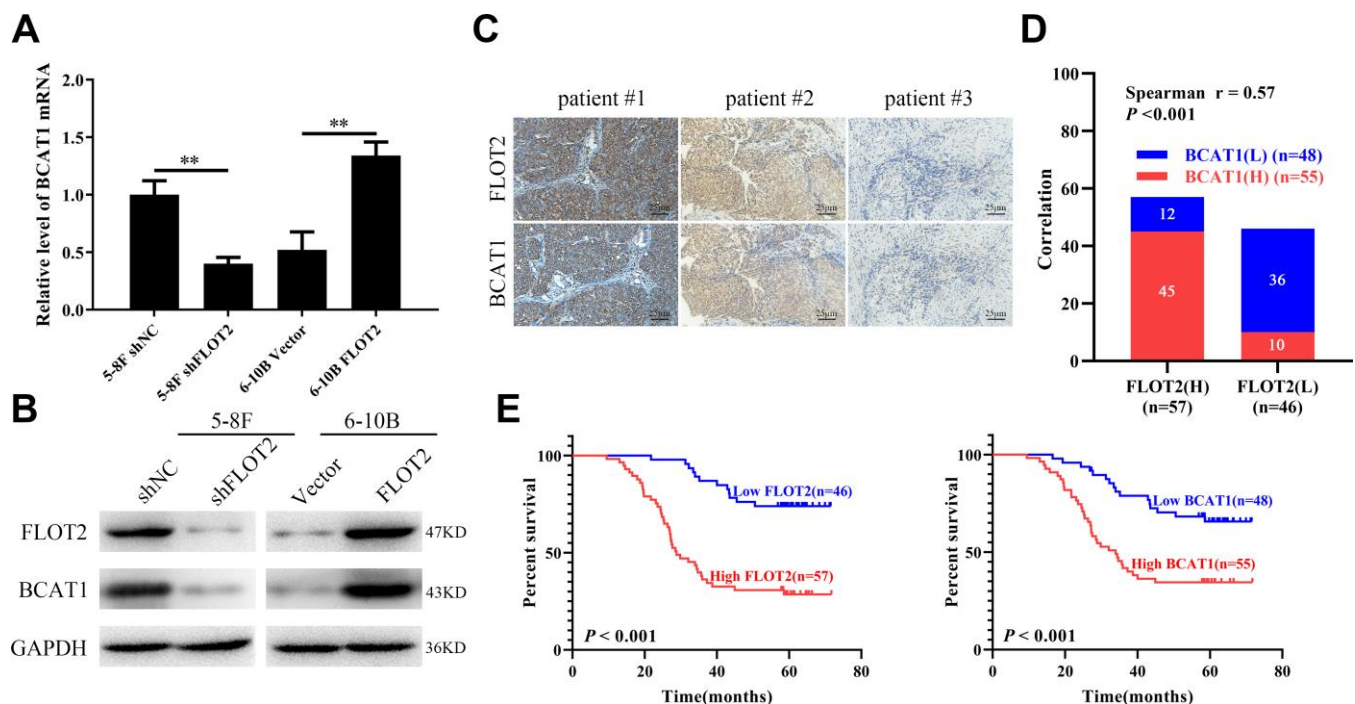 A
Relative level of BCAT1 mRNA
2.0
1.5
1.0
0.5
0.0
**
**
5-8F shNC
5-8F shFLOT2
6-10B Vector
6-10B FLOT2
B
5-8F
6-10B
shNC
shFLOT2
Vector
FLOT2
FLOT2
47KD
BCAT1
43KD
GAPDH
36KD
C
patient #1
patient #2
patient #3
FLOT2
25μm
25μm
25μm
BCAT1
25μm
25μm
25μm
D
Correlation
100
80
60
40
20
0
Spearman r = 0.57
P <0.001
BCAT1(L) (n=48)
BCAT1(H) (n=55)
12
45
36
10
FLOT2(H)
(n=57)
FLOT2(L)
(n=46)
E
Percent survival
100
50
0
Low FLOT2(n=46)
High FLOT2(n=57)
P < 0.001
0
20
40
60
80
Time(months)
Percent survival
100
50
0
Low BCAT1(n=48)
High BCAT1(n=55)
P < 0.001
0
20
40
60
80
Time(months)